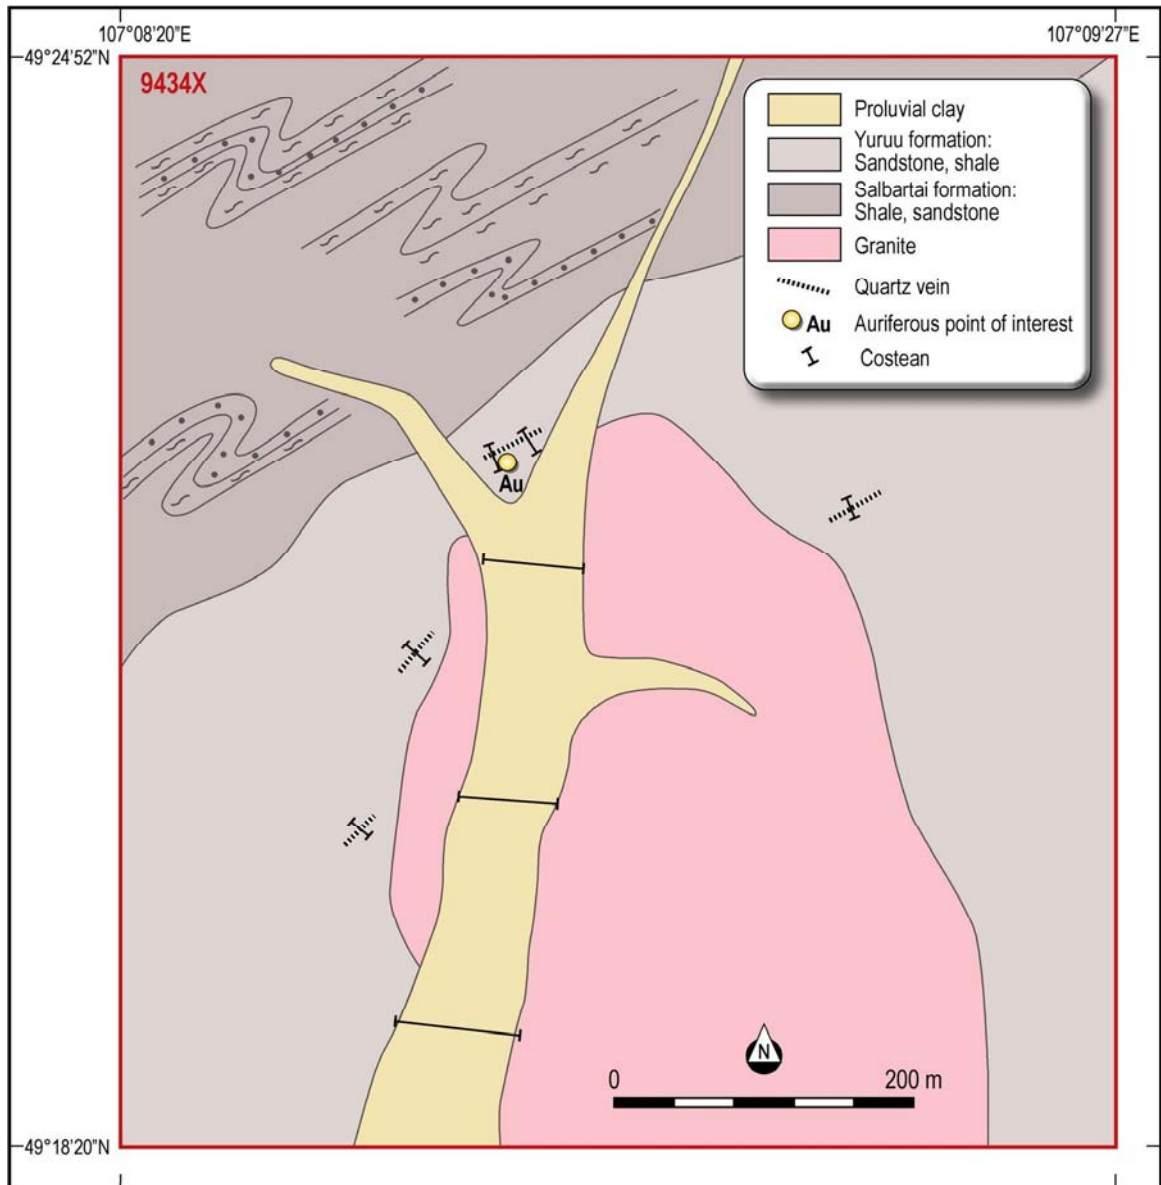 107°08'20"E
107°09'27"E
49°24'52"N
9434X
Proluvial clay
Yuruu formation:
Sandstone, shale
Salbartai formation:
Shale, sandstone
Granite
Quartz vein
Au Auriferous point of interest
Costean
Au
N
0
200 m
49°18'20"N